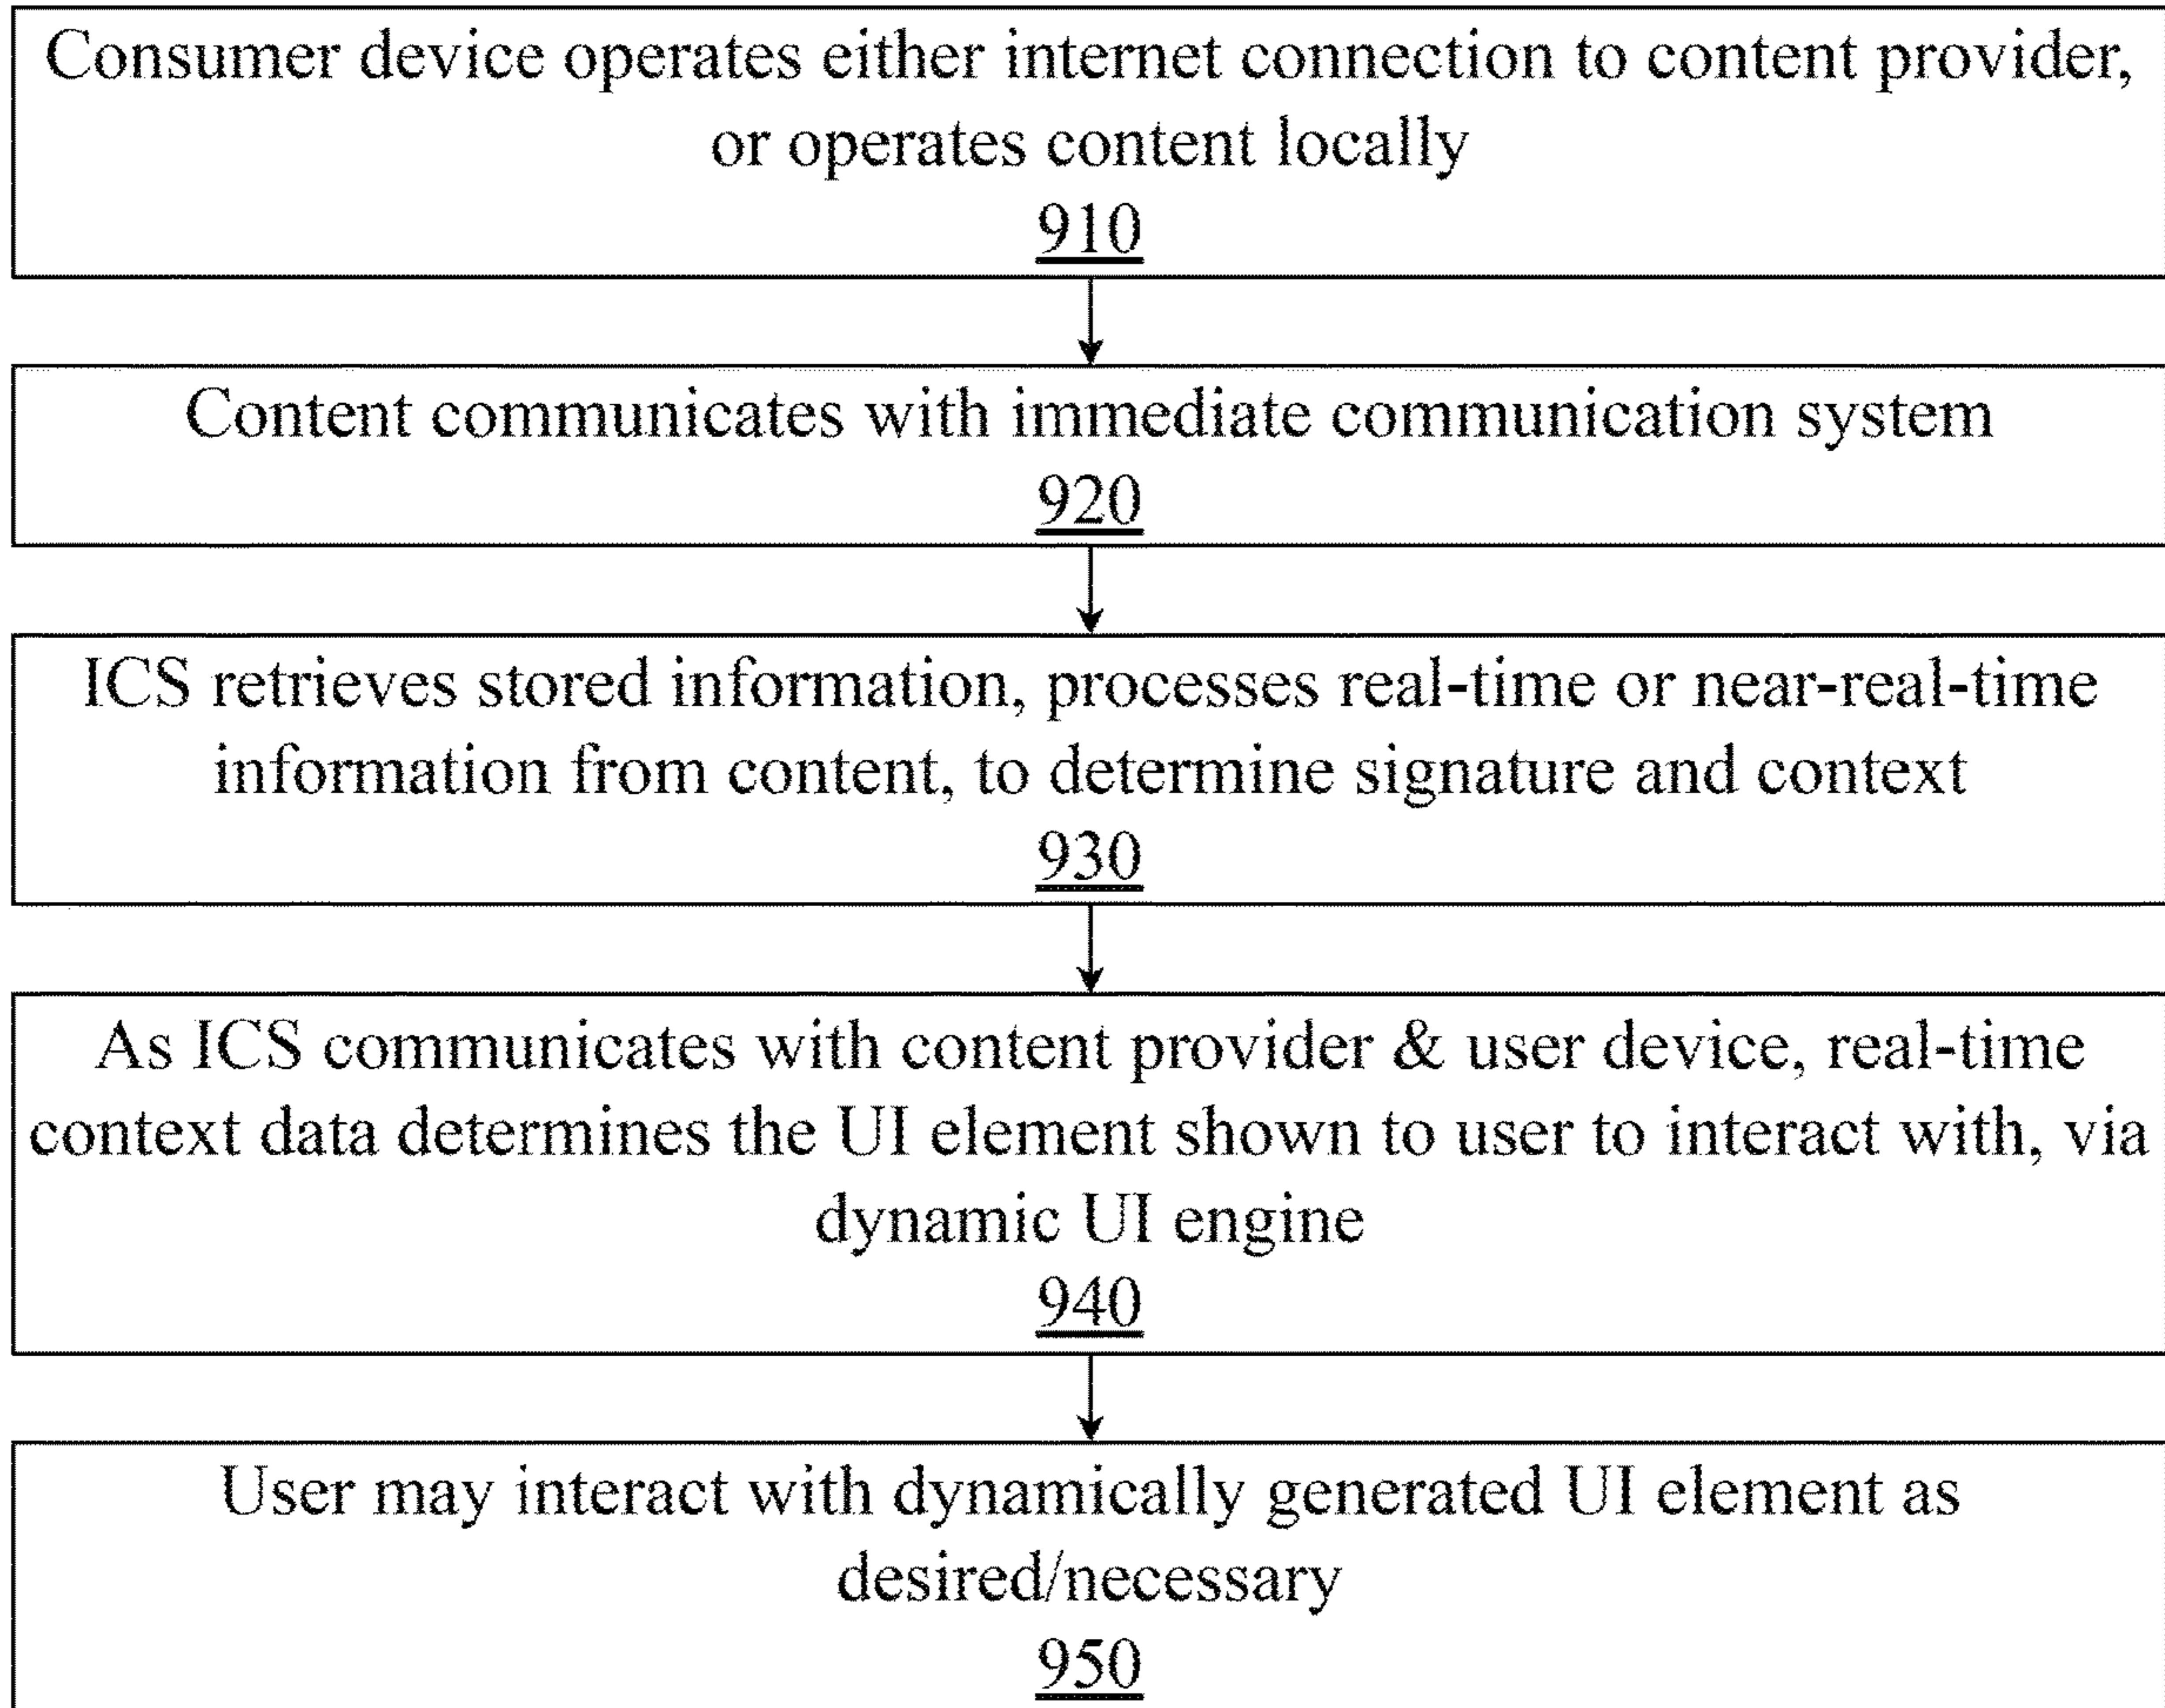 Consumer device operates either internet connection to content provider,
or operates content locally
910
Content communicates with immediate communication system
920
ICS retrieves stored information, processes real-time or near-real-time
information from content, to determine signature and context
930
As ICS communicates with content provider & user device, real-time
context data determines the UI element shown to user to interact with, via
dynamic UI engine
940
User may interact with dynamically generated UI element as
desired/necessary
950